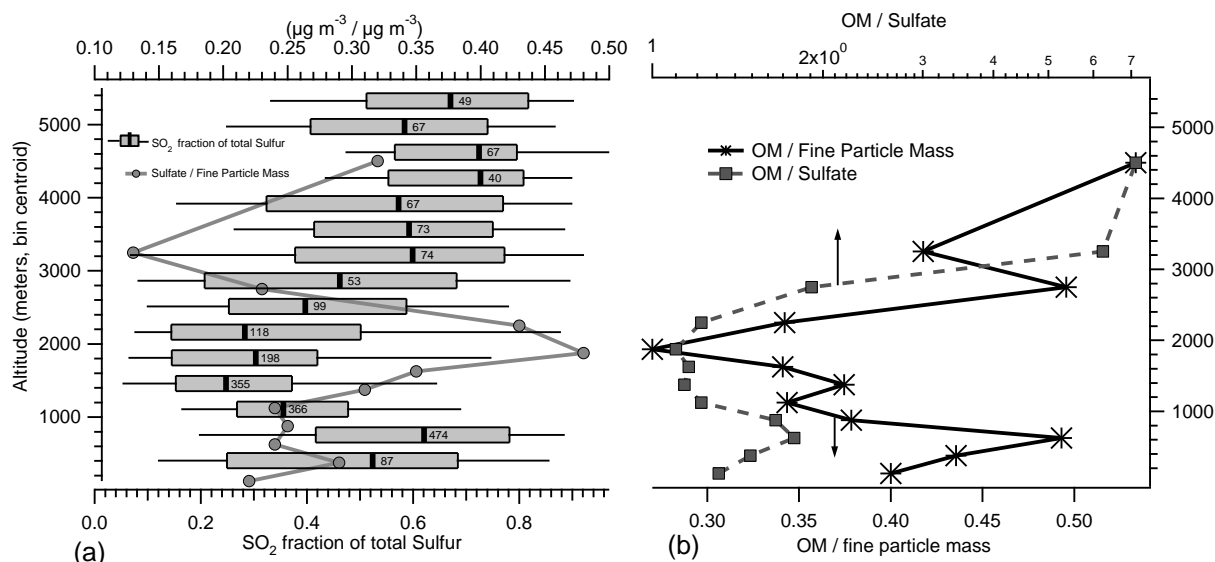 (µg m⁻³ / µg m⁻³)
0.10 0.15 0.20 0.25 0.30 0.35 0.40 0.45 0.50
5000
4000
3000
2000
1000
Altitude (meters, bin centroid)
SO₂ fraction of total Sulfur
Sulfate / Fine Particle Mass
49
67
67
40
67
73
74
53
99
118
198
355
366
474
87
0.0 0.2 0.4 0.6 0.8
(a)
SO₂ fraction of total Sulfur
OM / Sulfate
1 2x10⁰ 3 4 5 6 7
OM / Fine Particle Mass
OM / Sulfate
5000
4000
3000
2000
1000
0
0.30 0.35 0.40 0.45 0.50
(b)
OM / fine particle mass